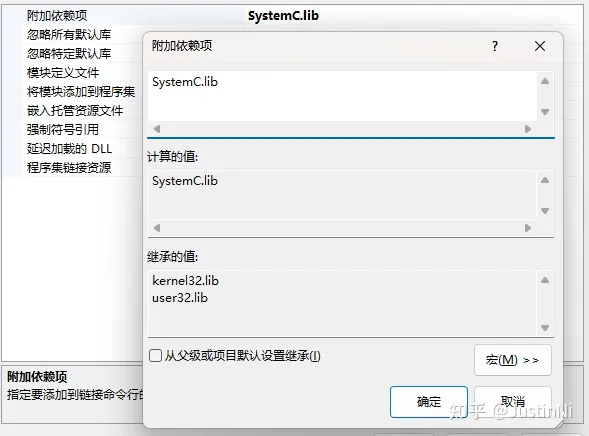 附加依赖项 SystemC.lib
忽略所有默认库
忽略特定默认库
模块定义文件
将模块添加到程序集
嵌入托管资源文件
强制符号引用
延迟加载的 DLL
程序集链接资源
附加依赖项 ?
SystemC.lib
计算的值:
SystemC.lib
继承的值:
kernel32.lib
user32.lib
从父级或项目默认设置继承(I)
宏(M) >>
附加依赖项
指定要添加到链接命令行的
确定 取消
知乎 @JustinNi